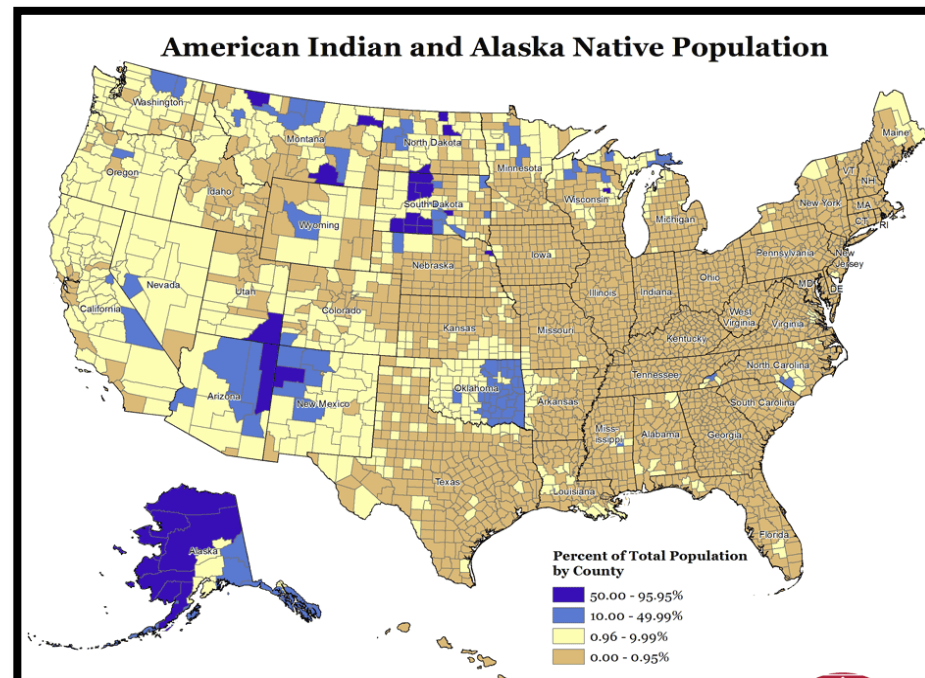 American Indian and Alaska Native Population
Washington
Montana
North Dakota
Minnesota
Maine
Oregon
Idaho
Wyoming
South Dakota
Wisconsin
Michigan
VT
NH
New York
MA
CT
RI
Nebraska
Iowa
Pennsylvania
New
Jersey
Nevada
Utah
Colorado
Illinois
Indiana
Ohio
MD
DE
California
Kansas
Missouri
West
Virginia
Virginia
Kentucky
Arizona
New Mexico
Oklahoma
Arkansas
Tennessee
North Carolina
South Carolina
Miss-
issippi
Alabama
Georgia
Texas
Louisiana
Florida
Alaska
Percent of Total Population
by County
50.00 - 95.95%
10.00 - 49.99%
0.96 - 9.99%
0.00 - 0.95%